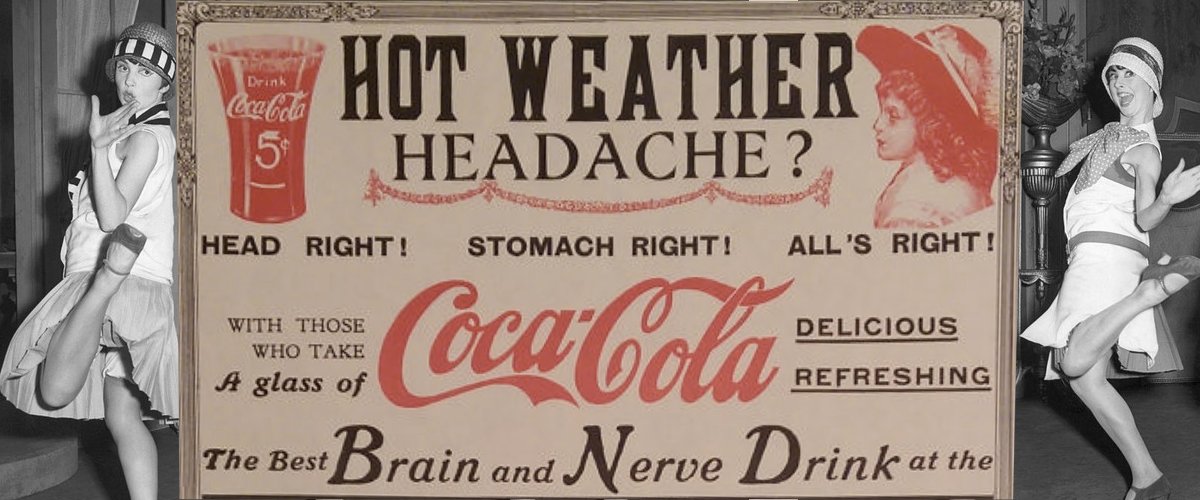 Drink
Coca-Cola
5¢
HOT WEATHER
HEADACHE?
HEAD RIGHT! STOMACH RIGHT! ALL'S RIGHT!
WITH THOSE
WHO TAKE
A glass of
Coca-Cola
DELICIOUS
REFRESHING
The Best Brain and Nerve Drink at the